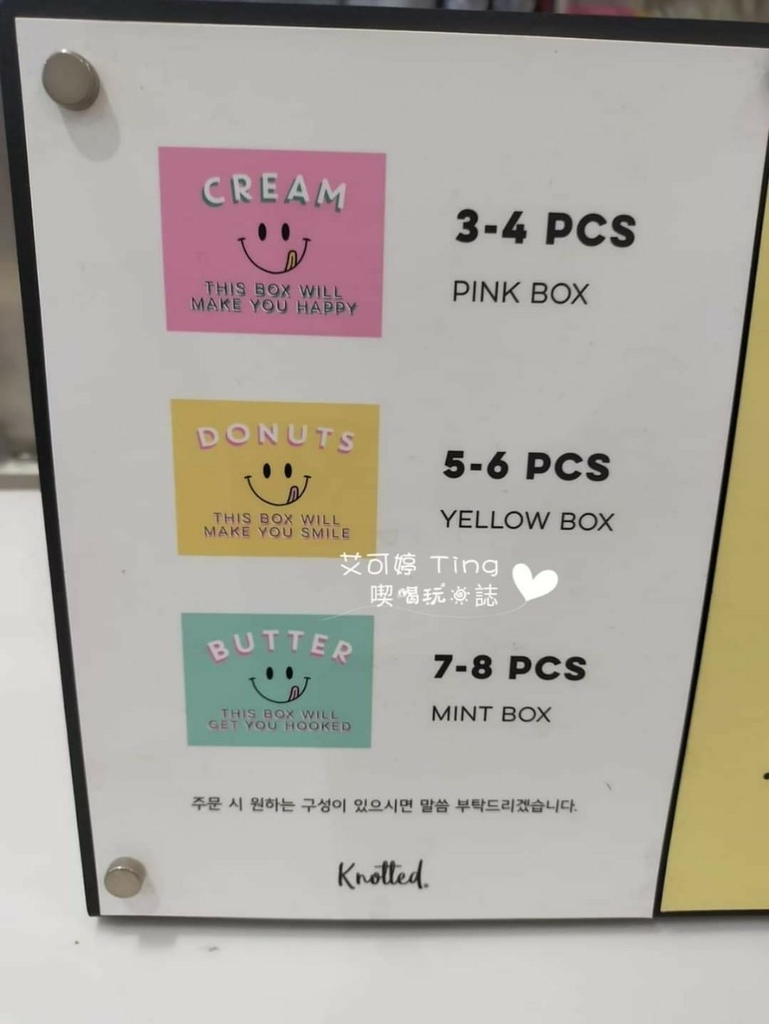 CREAM
THIS BOX WILL
MAKE YOU HAPPY
3-4 PCS
PINK BOX
DONUTS
THIS BOX WILL
MAKE YOU SMILE
5-6 PCS
YELLOW BOX
艾可婷 Ting
喫喝玩誌
BUTTER
THIS BOX WILL
GET YOU HOOKED
7-8 PCS
MINT BOX
주문 시 원하는 구성이 있으시면 말씀 부탁드리겠습니다.
Knotted.